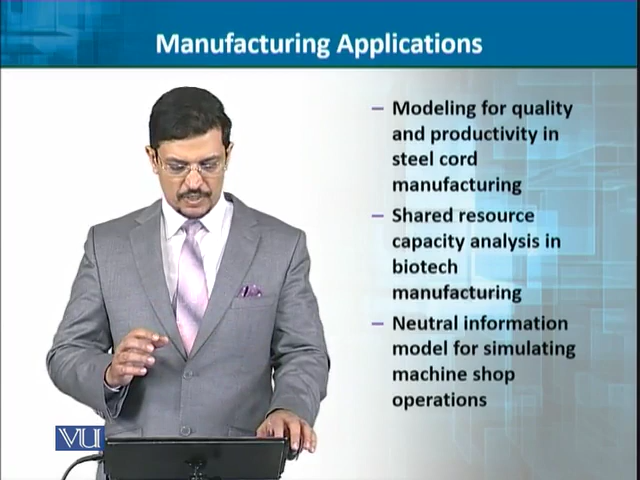 Manufacturing Applications
– Modeling for quality
and productivity in
steel cord
manufacturing
– Shared resource
capacity analysis in
biotech
manufacturing
– Neutral information
model for simulating
machine shop
operations
VU